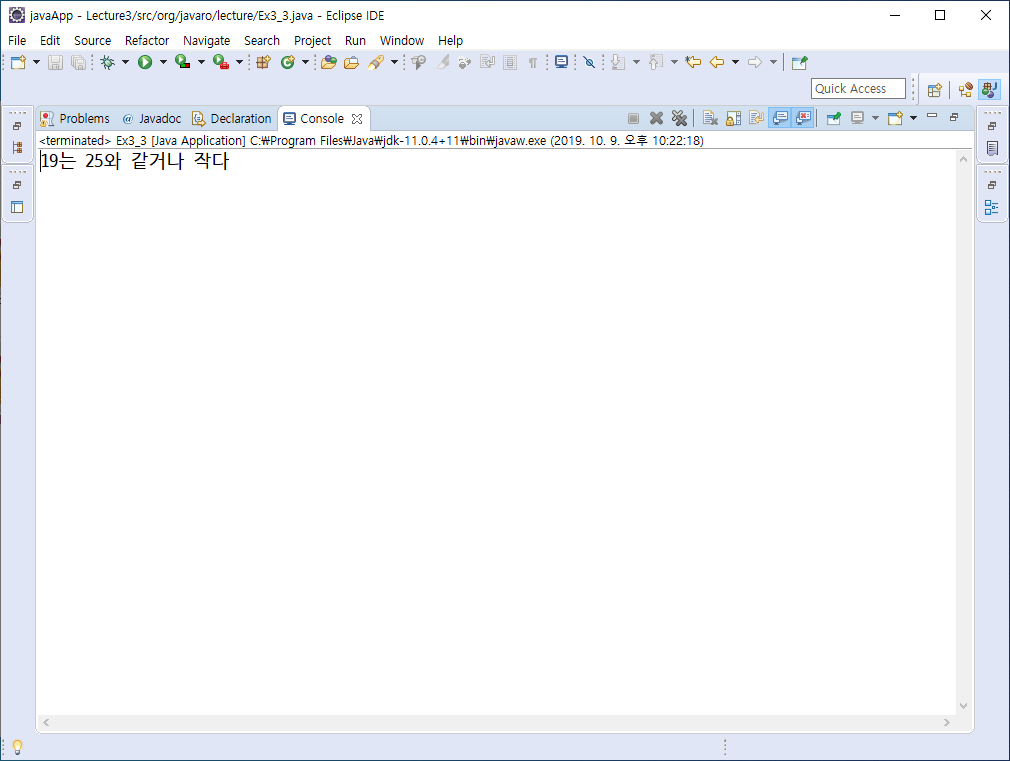 javaApp - Lecture3/src/org/javaro/lecture/Ex3_3.java - Eclipse IDE
File Edit Source Refactor Navigate Search Project Run Window Help
Quick Access
Problems @ Javadoc Declaration Console
<terminated> Ex3_3 [Java Application] C:₩Program Files₩Java₩jdk-11.0.4+11₩bin₩javaw.exe (2019. 10. 9. 오후 10:22:18)
19는 25와 같거나 작다